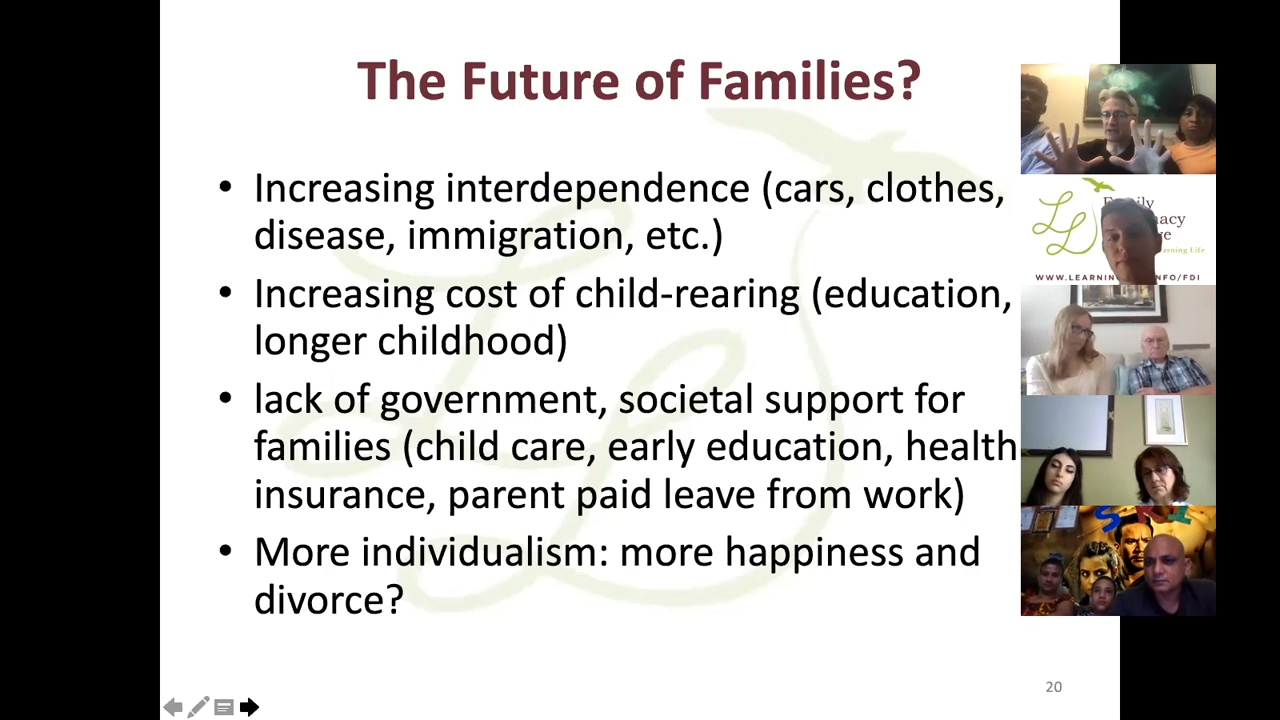 The Future of Families?
• Increasing interdependence (cars, clothes,
disease, immigration, etc.)
• Increasing cost of child-rearing (education,
longer childhood)
• lack of government, societal support for
families (child care, early education, health
insurance, parent paid leave from work)
• More individualism: more happiness and
divorce?
20
WWW.LEARNIN NFO/FDI